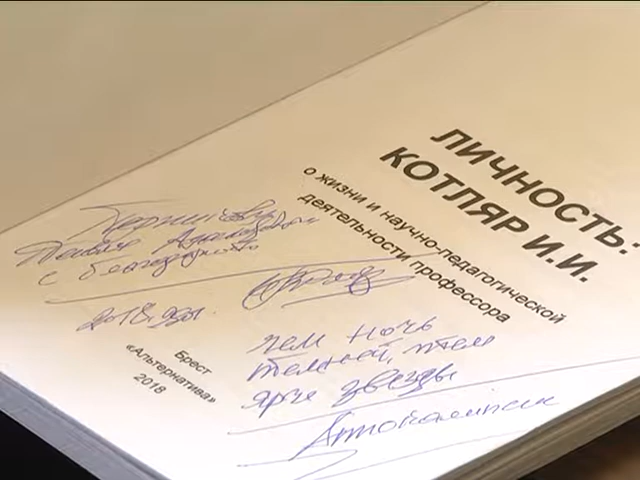 ЛИЧНОСТЬ:
КОТЛЯР И.И.
о жизни и научно-педагогической
деятельности профессора
с благодарностью
2018.
чем ночь
темней, тем
ярче звезды
Брест
«Альтернатива»
2018